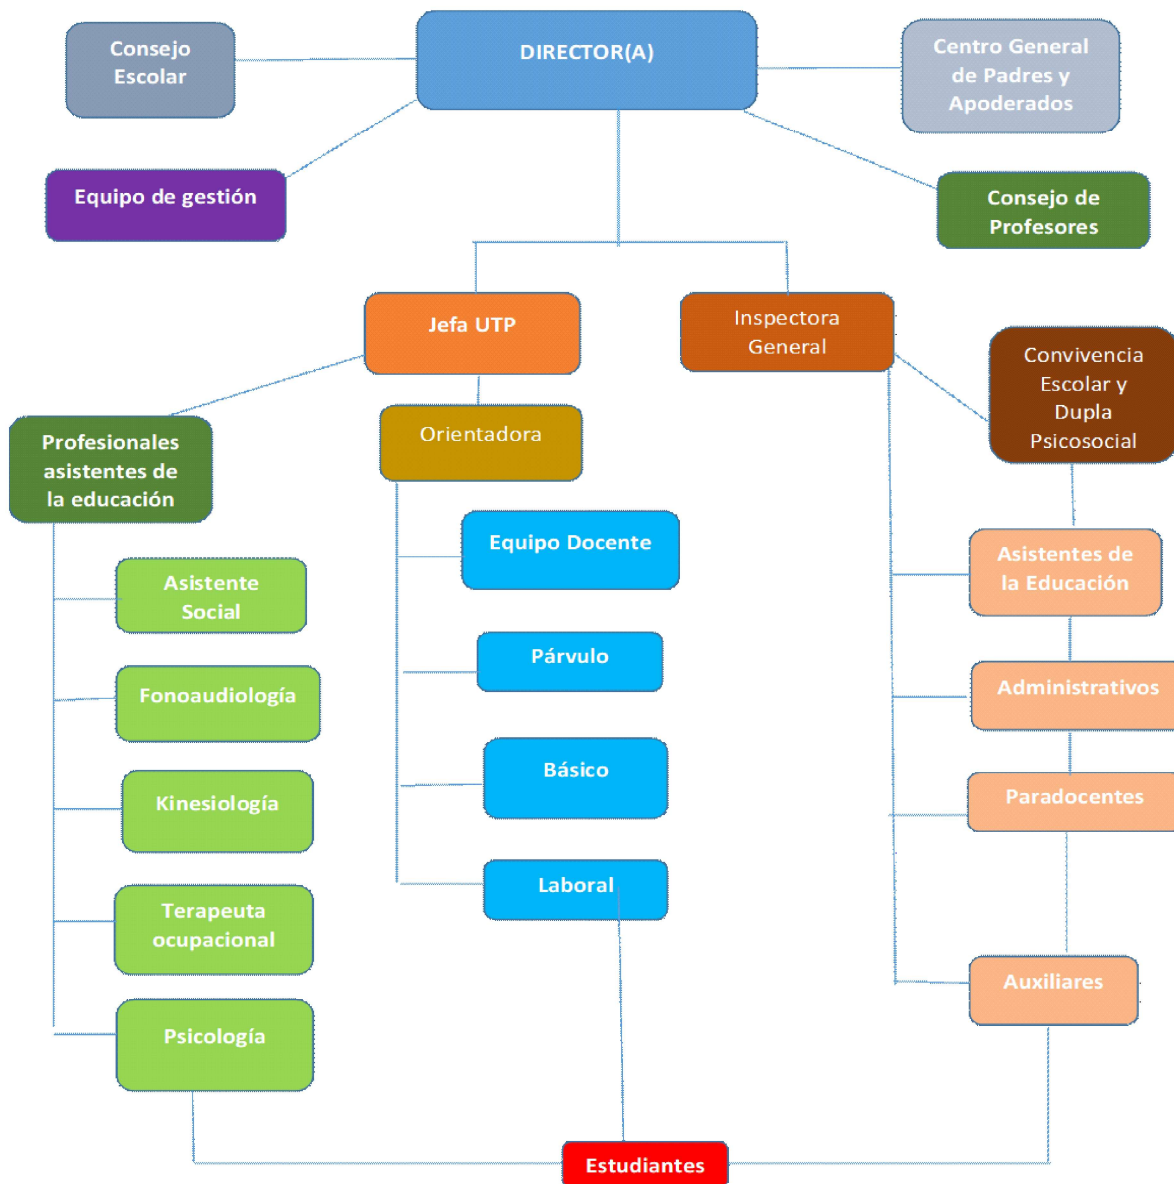 Consejo
Escolar
DIRECTOR(A)
Centro General
de Padres y
Apoderados
Equipo de gestión
Consejo de
Profesores
Jefa UTP
Inspectora
General
Convivencia
Escolar y
Dupla
Psicosocial
Profesionales
asistentes de
la educación
Orientadora
Equipo Docente
Asistentes de
la Educación
Asistente
Social
Párvulo
Fonoaudiología
Administrativos
Básico
Kinesiología
Paradocentes
Laboral
Terapeuta
ocupacional
Auxiliares
Psicología
Estudiantes